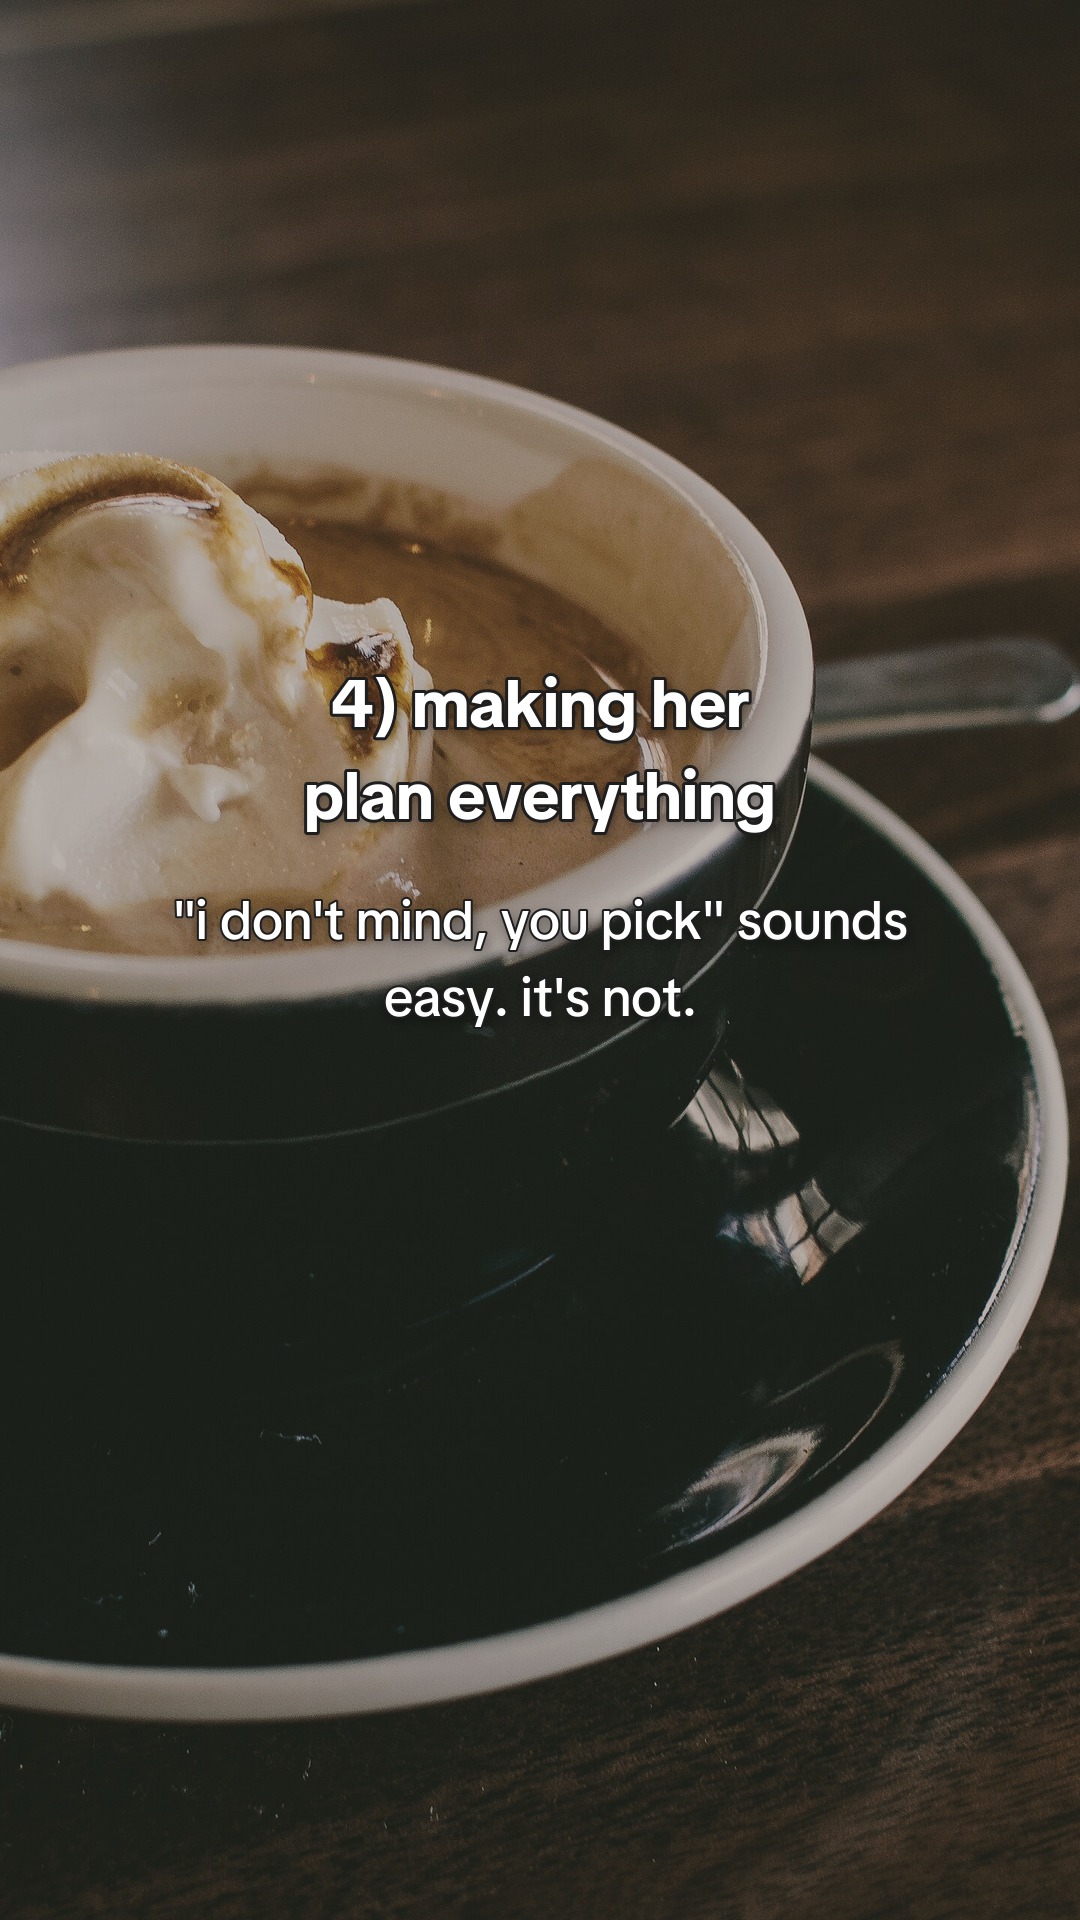 4) making her
plan everything
"i don't mind, you pick" sounds
easy. it's not.